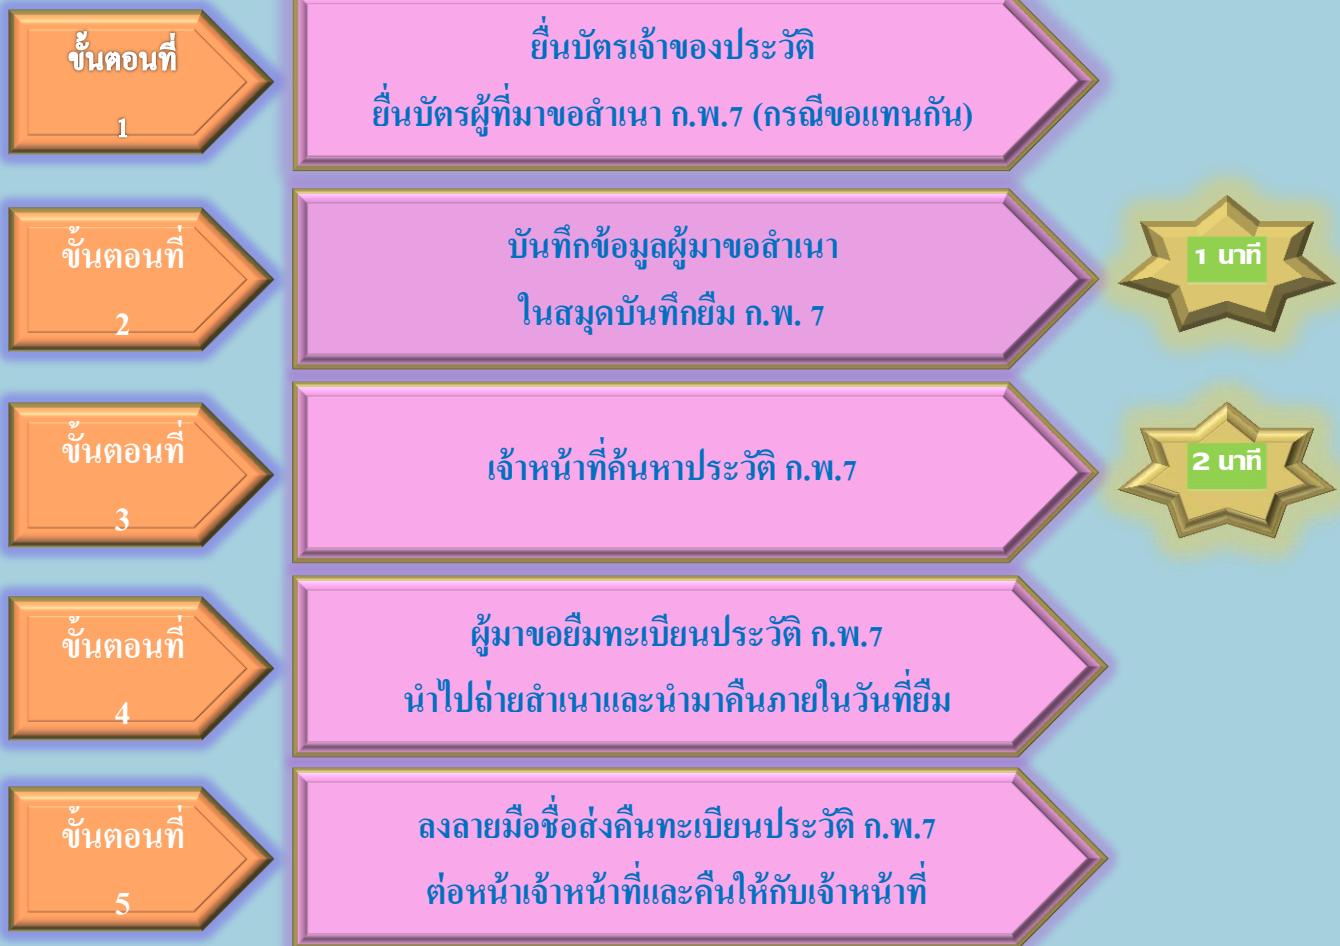 ขั้นตอนที่
1
ยื่นบัตรเจ้าของประวัติ
ยื่นบัตรผู้ที่มาขอสำเนา ก.พ.7 (กรณีขอแทนกัน)
ขั้นตอนที่
2
บันทึกข้อมูลผู้มาขอสำเนา
ในสมุดบันทึกยืม ก.พ. 7
1 นาที
ขั้นตอนที่
3
เจ้าหน้าที่ค้นหาประวัติ ก.พ.7
2 นาที
ขั้นตอนที่
4
ผู้มาขอยืมทะเบียนประวัติ ก.พ.7
นำไปถ่ายสำเนาและนำมาคืนภายในวันที่ยืม
ขั้นตอนที่
5
ลงลายมือชื่อส่งคืนทะเบียนประวัติ ก.พ.7
ต่อหน้าเจ้าหน้าที่และคืนให้กับเจ้าหน้าที่